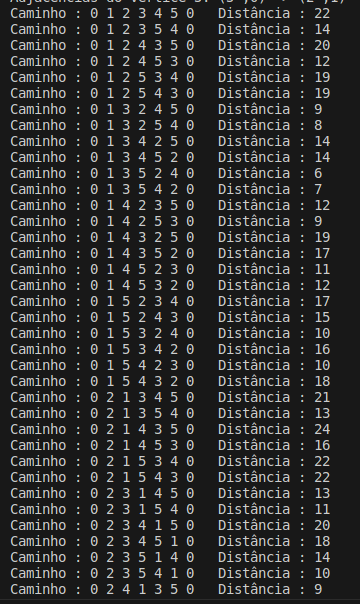 Caminho : 0 1 2 3 4 5 0 Distância : 22
Caminho : 0 1 2 3 5 4 0 Distância : 14
Caminho : 0 1 2 4 3 5 0 Distância : 20
Caminho : 0 1 2 4 5 3 0 Distância : 12
Caminho : 0 1 2 5 3 4 0 Distância : 19
Caminho : 0 1 2 5 4 3 0 Distância : 19
Caminho : 0 1 3 2 4 5 0 Distância : 9
Caminho : 0 1 3 2 5 4 0 Distância : 8
Caminho : 0 1 3 4 2 5 0 Distância : 14
Caminho : 0 1 3 4 5 2 0 Distância : 14
Caminho : 0 1 3 5 2 4 0 Distância : 6
Caminho : 0 1 3 5 4 2 0 Distância : 7
Caminho : 0 1 4 2 3 5 0 Distância : 12
Caminho : 0 1 4 2 5 3 0 Distância : 9
Caminho : 0 1 4 3 2 5 0 Distância : 19
Caminho : 0 1 4 3 5 2 0 Distância : 17
Caminho : 0 1 4 5 2 3 0 Distância : 11
Caminho : 0 1 4 5 3 2 0 Distância : 12
Caminho : 0 1 5 2 3 4 0 Distância : 17
Caminho : 0 1 5 2 4 3 0 Distância : 15
Caminho : 0 1 5 3 2 4 0 Distância : 10
Caminho : 0 1 5 3 4 2 0 Distância : 16
Caminho : 0 1 5 4 2 3 0 Distância : 10
Caminho : 0 1 5 4 3 2 0 Distância : 18
Caminho : 0 2 1 3 4 5 0 Distância : 21
Caminho : 0 2 1 3 5 4 0 Distância : 13
Caminho : 0 2 1 4 3 5 0 Distância : 24
Caminho : 0 2 1 4 5 3 0 Distância : 16
Caminho : 0 2 1 5 3 4 0 Distância : 22
Caminho : 0 2 1 5 4 3 0 Distância : 22
Caminho : 0 2 3 1 4 5 0 Distância : 13
Caminho : 0 2 3 1 5 4 0 Distância : 11
Caminho : 0 2 3 4 1 5 0 Distância : 20
Caminho : 0 2 3 4 5 1 0 Distância : 18
Caminho : 0 2 3 5 1 4 0 Distância : 14
Caminho : 0 2 3 5 4 1 0 Distância : 10
Caminho : 0 2 4 1 3 5 0 Distância : 9